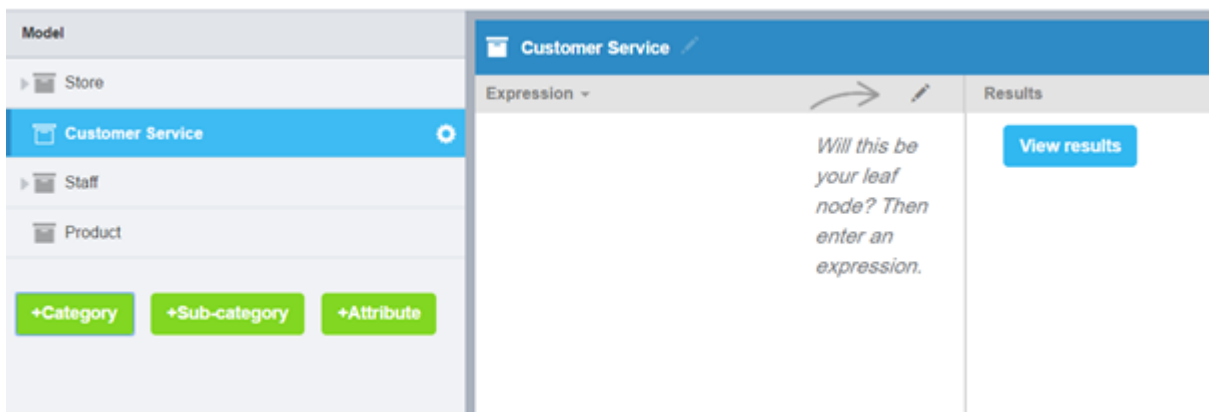 Model
Store
Customer Service
Staff
Product
+Category +Sub-category +Attribute
Customer Service
Expression
Results
Will this be
your leaf
node? Then
enter an
expression.
View results